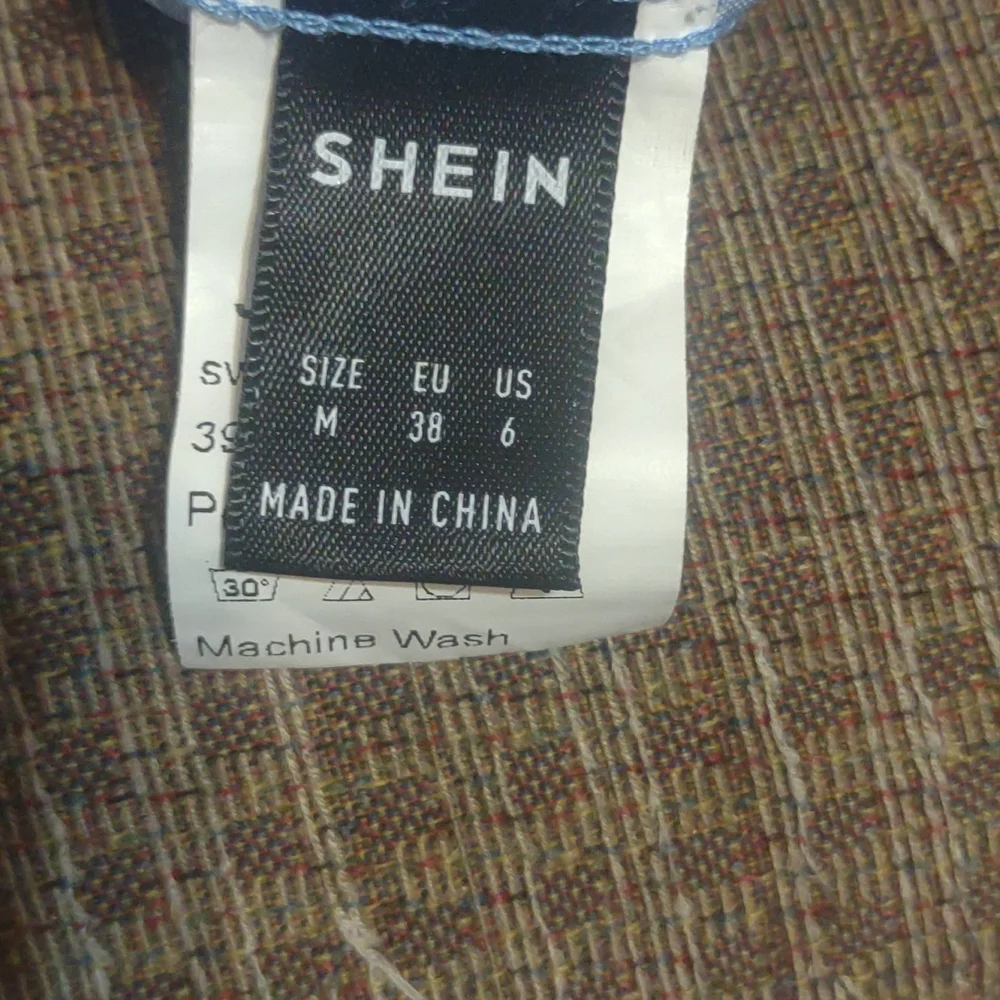 SHEIN
SIZE EU US
M 38 6
MADE IN CHINA
30°
Machine Wash